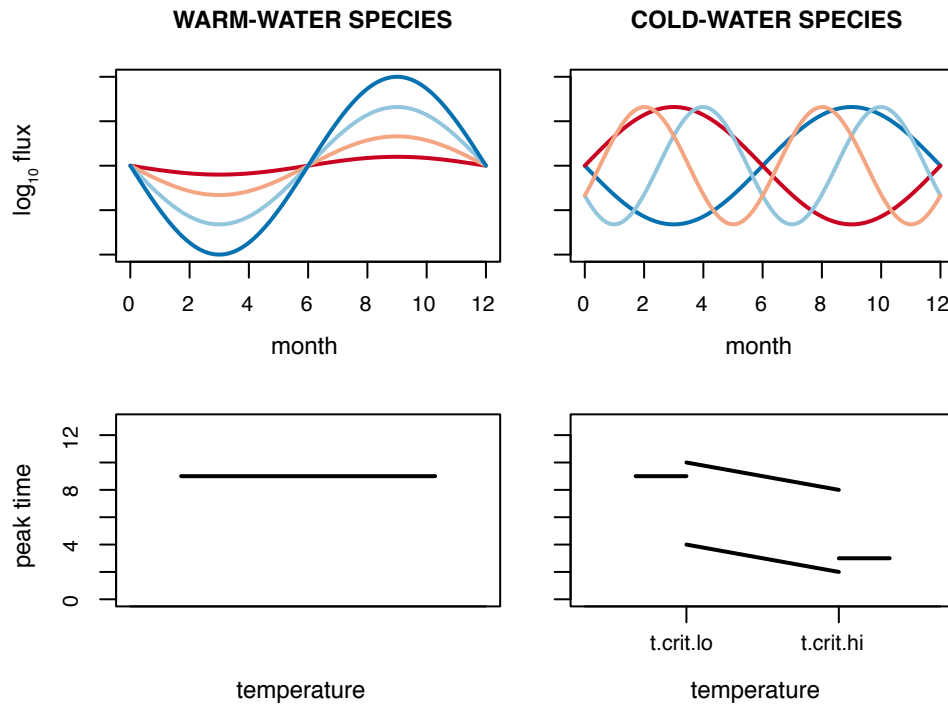 WARM-WATER SPECIES COLD-WATER SPECIES
log₁₀ flux
0 2 4 6 8 10 12
month
0 2 4 6 8 10 12
month
peak time
12
8
4
0
temperature
t.crit.lo t.crit.hi
temperature